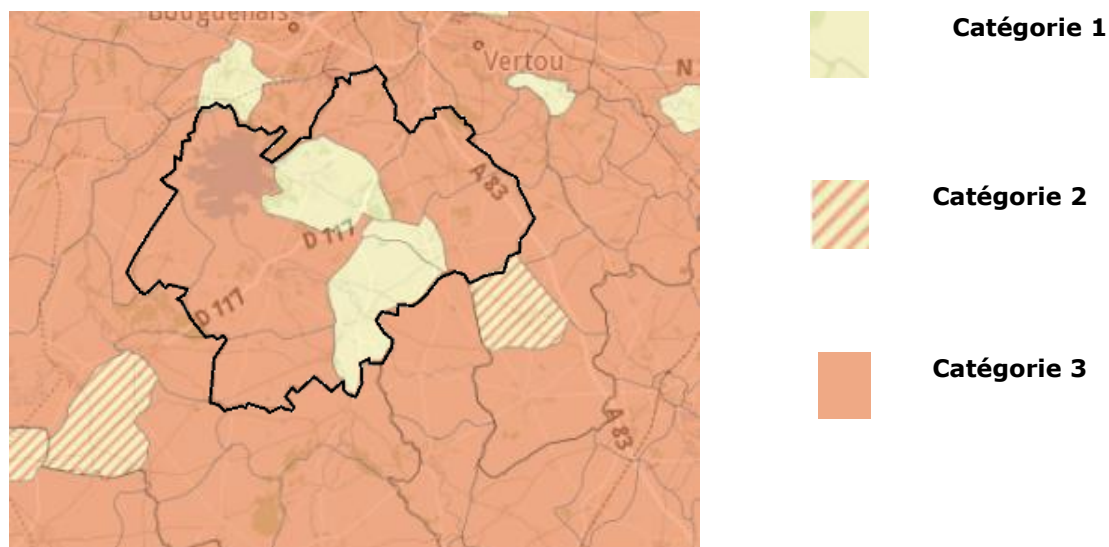 Bouguenais
Vertou
N
A 83
D 117
D 117
A 83
Catégorie 1
Catégorie 2
Catégorie 3